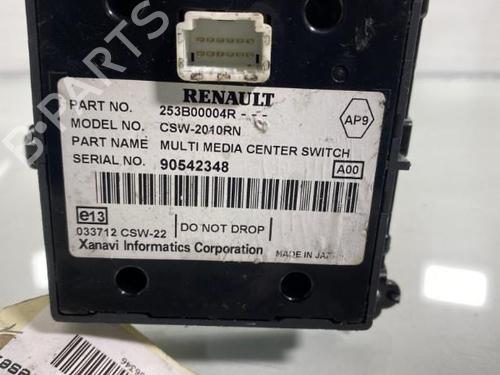 RENAULT
PART NO. 253B00004R - - -
AP9
MODEL NO. CSW-2010RN
PART NAME MULTI MEDIA CENTER SWITCH
SERIAL NO. 90542348
A00
e13
033712 CSW-22
DO NOT DROP
Xanavi Informatics Corporation
MADE IN JAPAN
B-PARTS